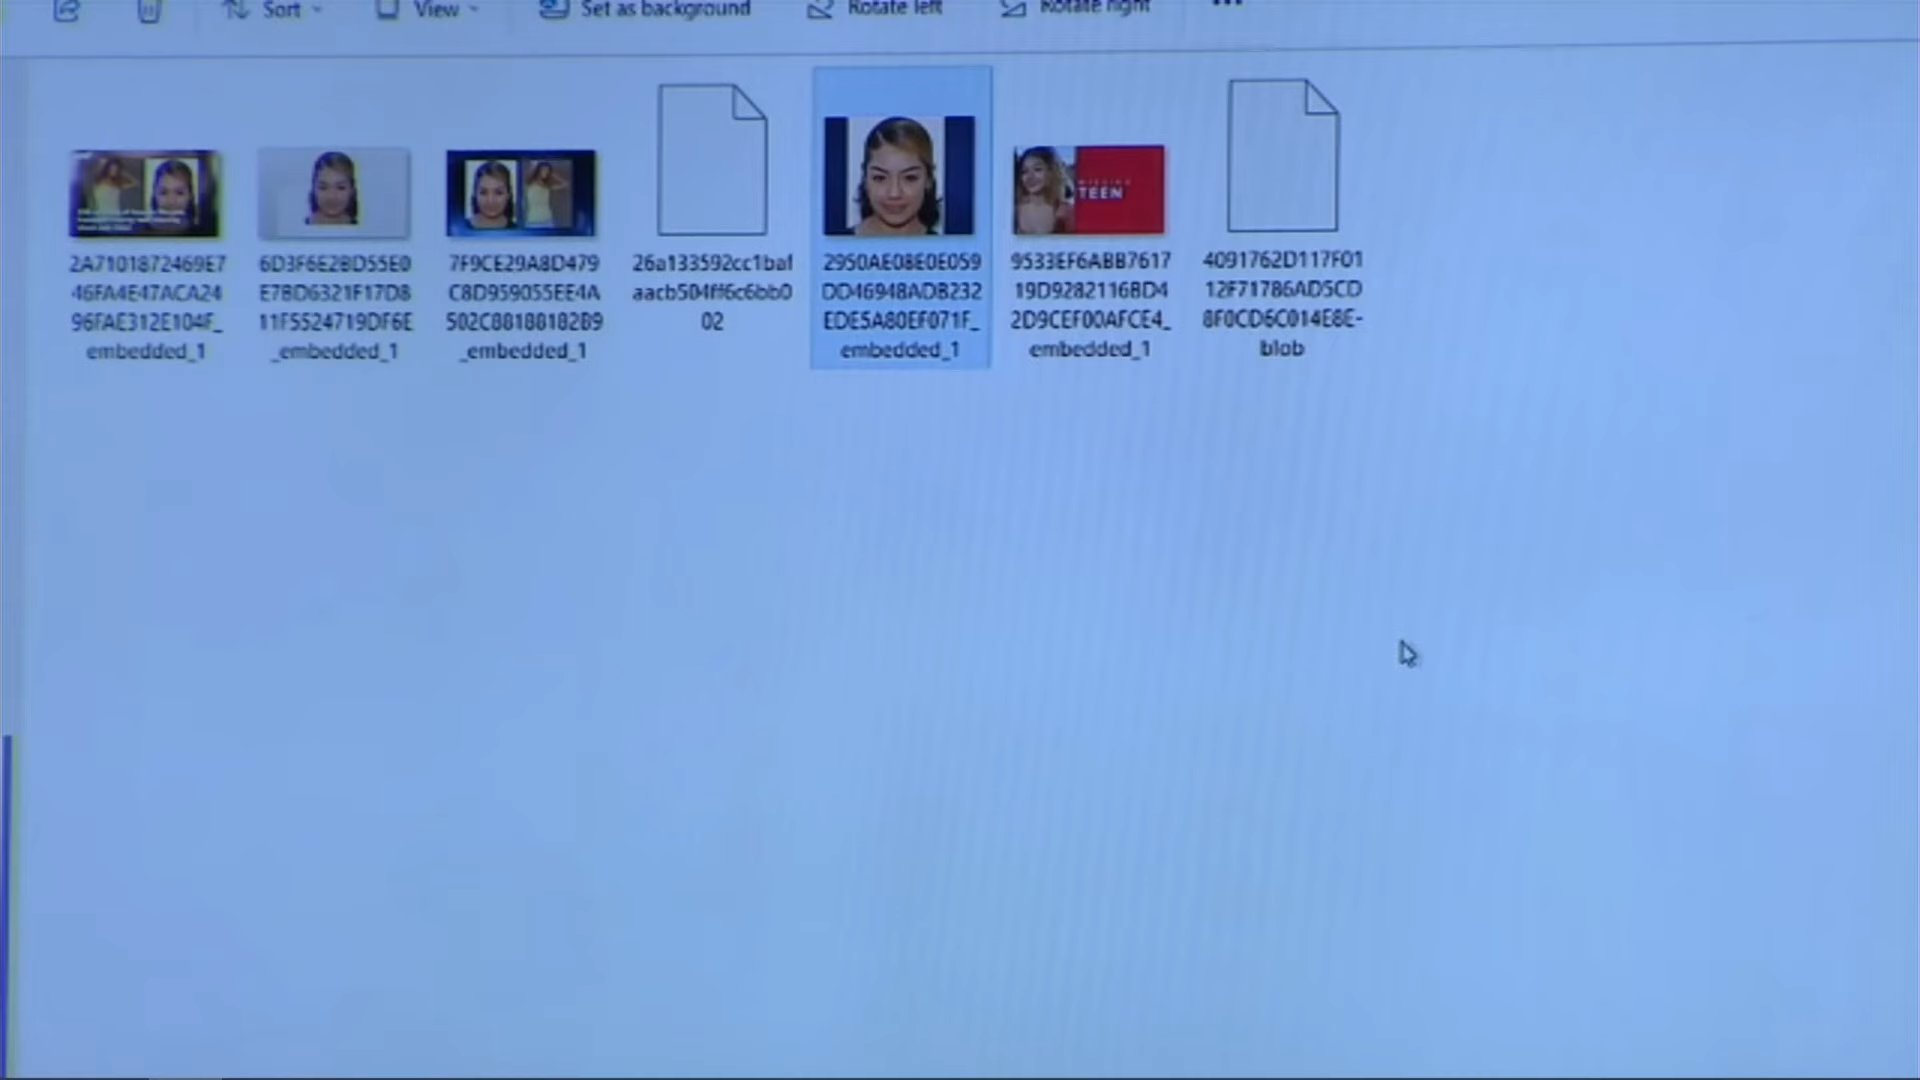 Sort
View
Set as background
Rotate left
Rotate right
TEEN
2A7101872469E7
46FA4E47ACA24
96FAE312E104F_
embedded_1
6D3F6E2BD55E0
E7BD6321F17D8
11F5524719DF6E
_embedded_1
7F9CE29A8D479
C8D959055EE4A
502C88188182B9
_embedded_1
26a133592cc1baf
aacb504ff6c6bb0
02
2950AE08E0E059
DD46948ADB232
EDE5A80EF071F_
embedded_1
9533EF6ABB7617
19D9282116BD4
2D9CEF00AFCE4_
embedded_1
4091762D117F01
12F71786AD5CD
8F0CD6C014E8E-
blob